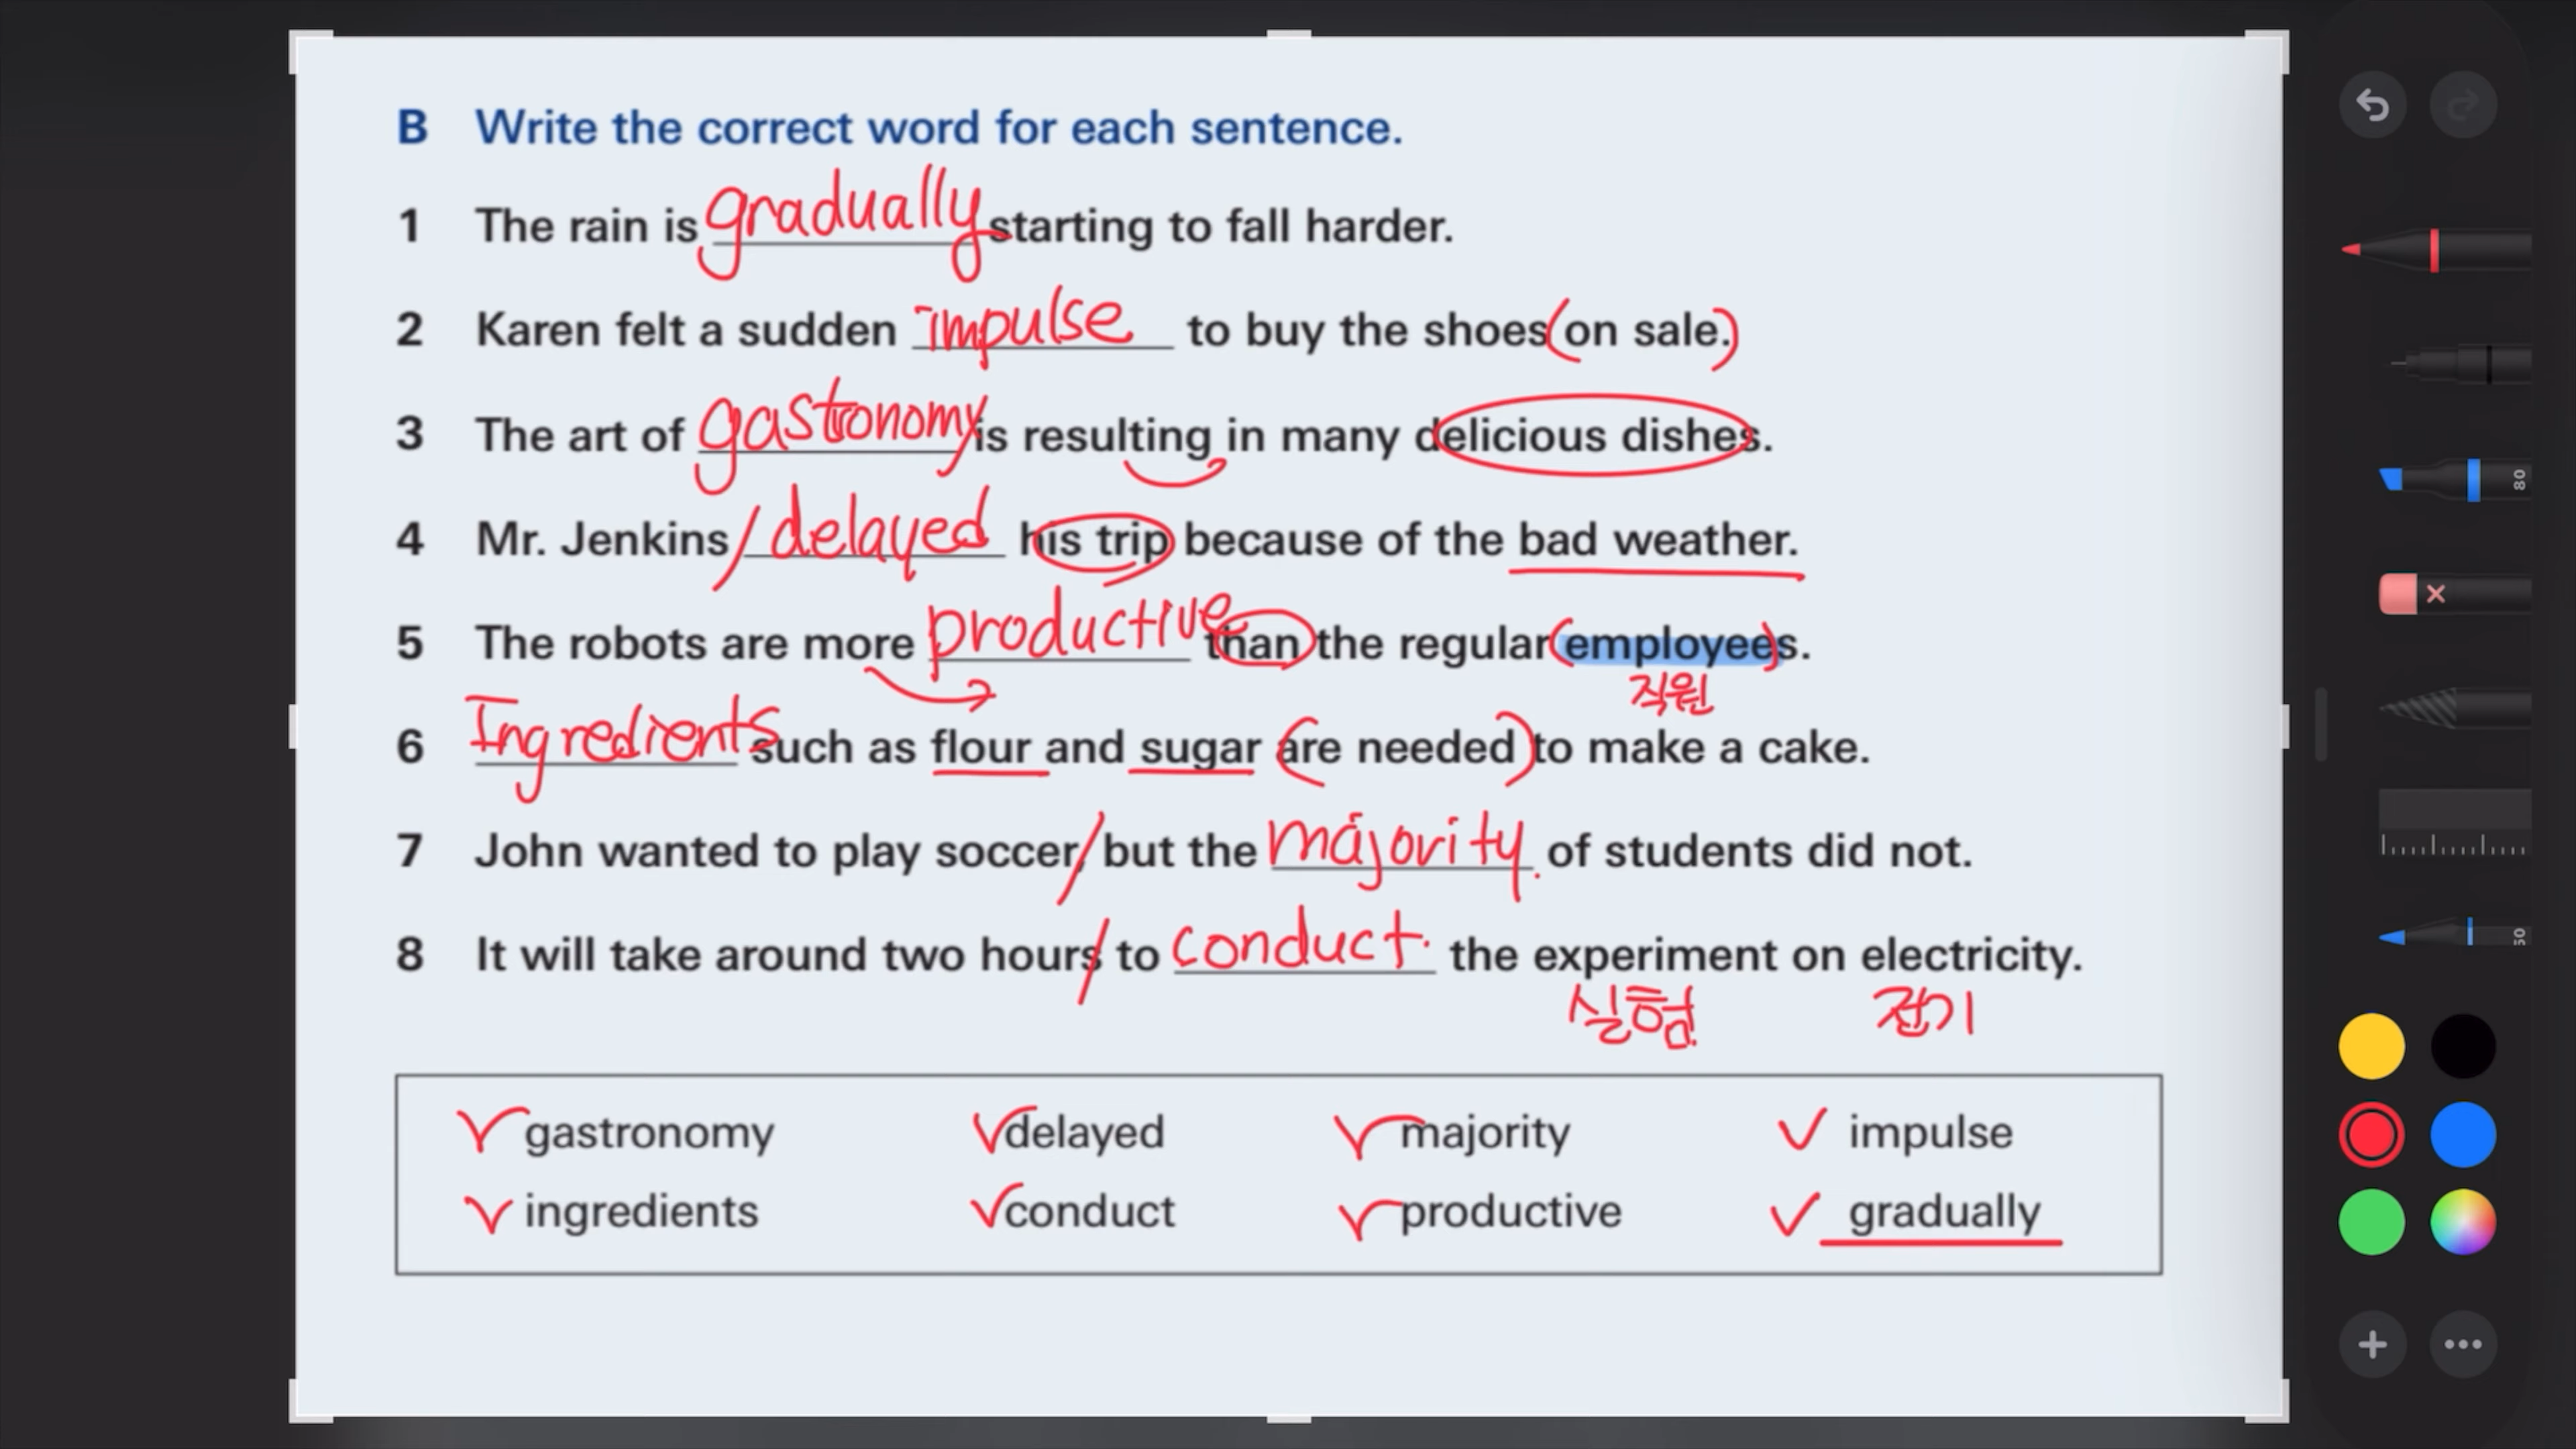 B Write the correct word for each sentence.
1 The rain is gradually starting to fall harder.
2 Karen felt a sudden impulse to buy the shoes (on sale.)
3 The art of gastronomy is resulting in many delicious dishes.
4 Mr. Jenkins / delayed his trip because of the bad weather.
5 The robots are more productive than the regular (employees).
직원
6 Ingredients such as flour and sugar (are needed) to make a cake.
7 John wanted to play soccer, / but the majority of students did not.
8 It will take around two hours / to conduct the experiment on electricity.
실험 전기
gastronomy delayed majority impulse
ingredients conduct productive gradually
80
50